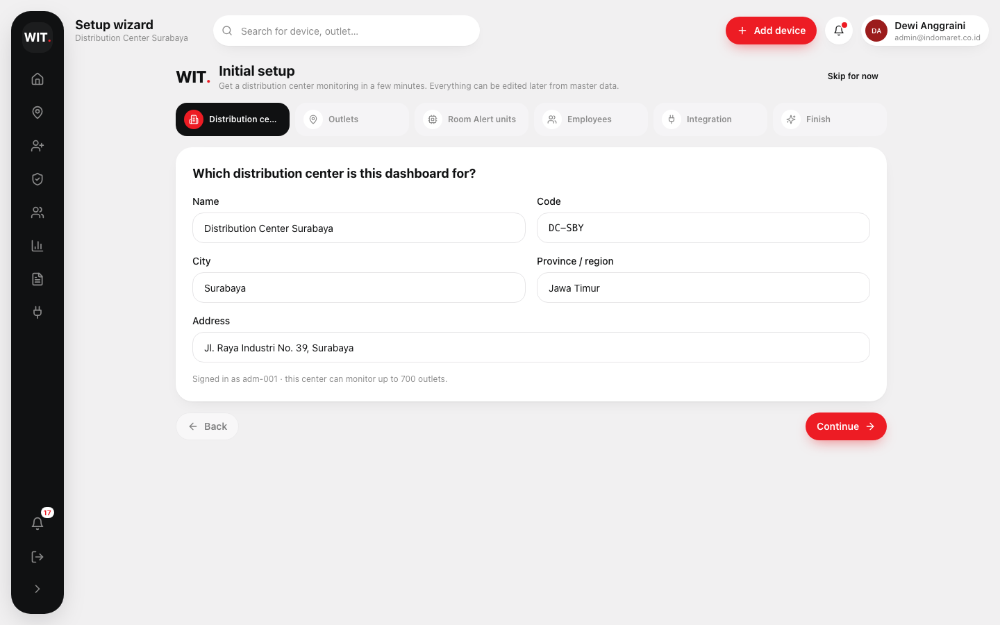 WIT.
Setup wizard
Distribution Center Surabaya
Search for device, outlet...
Add device
DA
Dewi Anggraini
admin@indomaret.co.id
WIT.
Initial setup
Get a distribution center monitoring in a few minutes. Everything can be edited later from master data.
Skip for now
Distribution ce...
Outlets
Room Alert units
Employees
Integration
Finish
Which distribution center is this dashboard for?
Name
Code
Distribution Center Surabaya
DC-SBY
City
Province / region
Surabaya
Jawa Timur
Address
Jl. Raya Industri No. 39, Surabaya
Signed in as adm-001 · this center can monitor up to 700 outlets.
Back
Continue
17